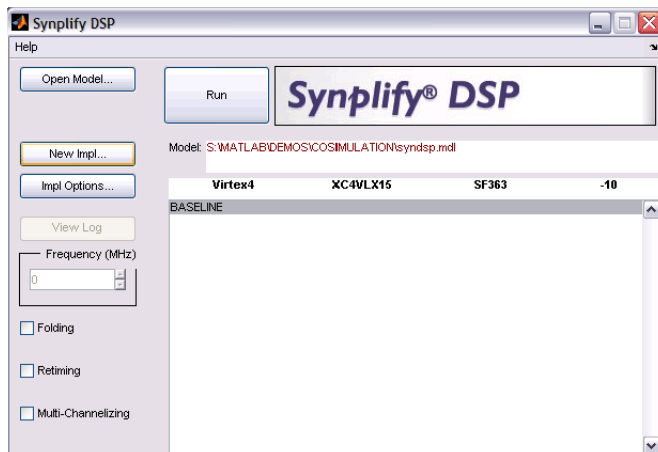 Synplify DSP
Help
Open Model...
Run
Synplify® DSP
New Impl...
Model: S:\MATLAB\DEMOS\COSIMULATION\syndsp.mdl
Impl Options...
Virtex4 XC4VLX15 SF363 -10
BASELINE
View Log
Frequency (MHz)
0
Folding
Retiming
Multi-Channelizing